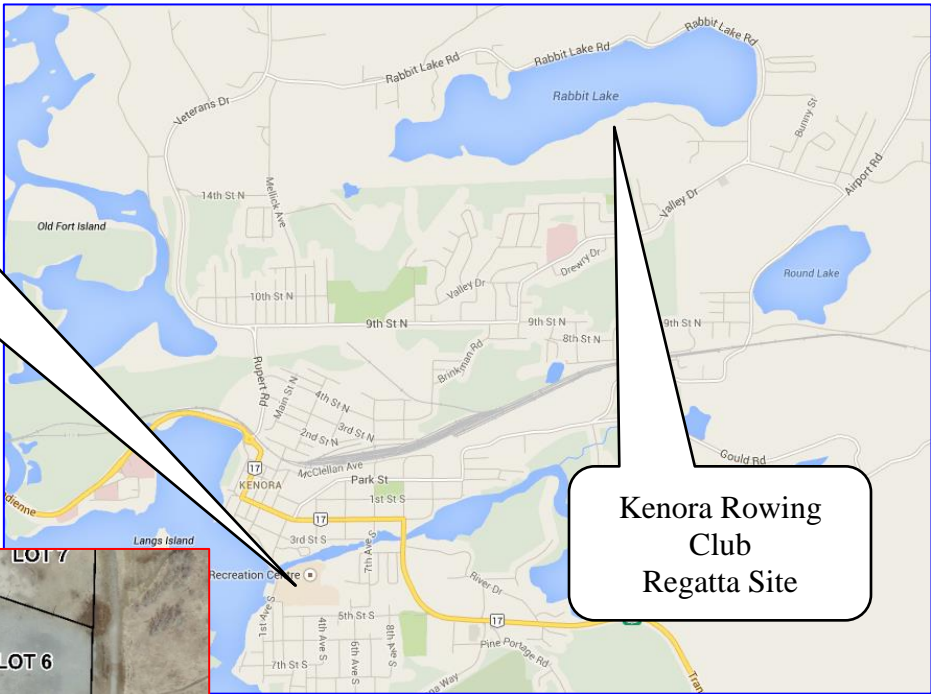 Rabbit Lake Rd
Rabbit Lake Rd
Rabbit Lake Rd
Rabbit Lake
Veterans Dr
Bunny St
Airport Rd
14th St N
Mellick Ave
Valley Dr
Old Fort Island
Drewry Dr
Round Lake
Valley Dr
10th St N
9th St N
9th St N
9th St N
8th St N
Brinkman Rd
Rupert Rd
Main St N
4th St N
3rd St N
2nd St N
17
McClellan Ave
Gould Rd
KENORA
Park St
1st St S
dienne
17
3rd St S
Langs Island
7th Ave S
Recreation Centre
River Dr
1st Ave S
5th St S
17
4th Ave S
8th Ave S
6th Ave S
Pine Portage Rd
7th St S
na Way
Tran
Kenora Rowing
Club
Regatta Site
LOT 7
LOT 6